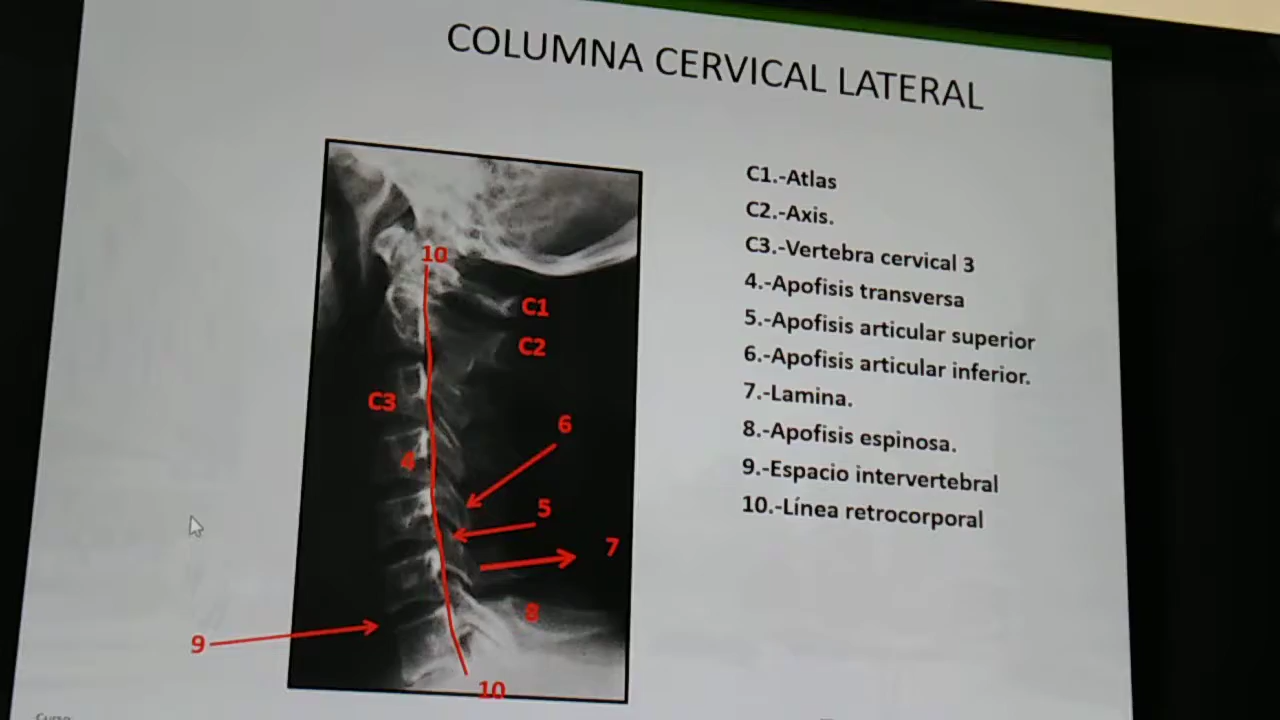 COLUMNA CERVICAL LATERAL
C1.-Atlas
C2.-Axis.
C3.-Vertebra cervical 3
4.-Apofisis transversa
5.-Apofisis articular superior
6.-Apofisis articular inferior.
7.-Lamina.
8.-Apofisis espinosa.
9.-Espacio intervertebral
10.-Línea retrocorporal
10
C1
C2
C3
6
4
5
7
8
9
10